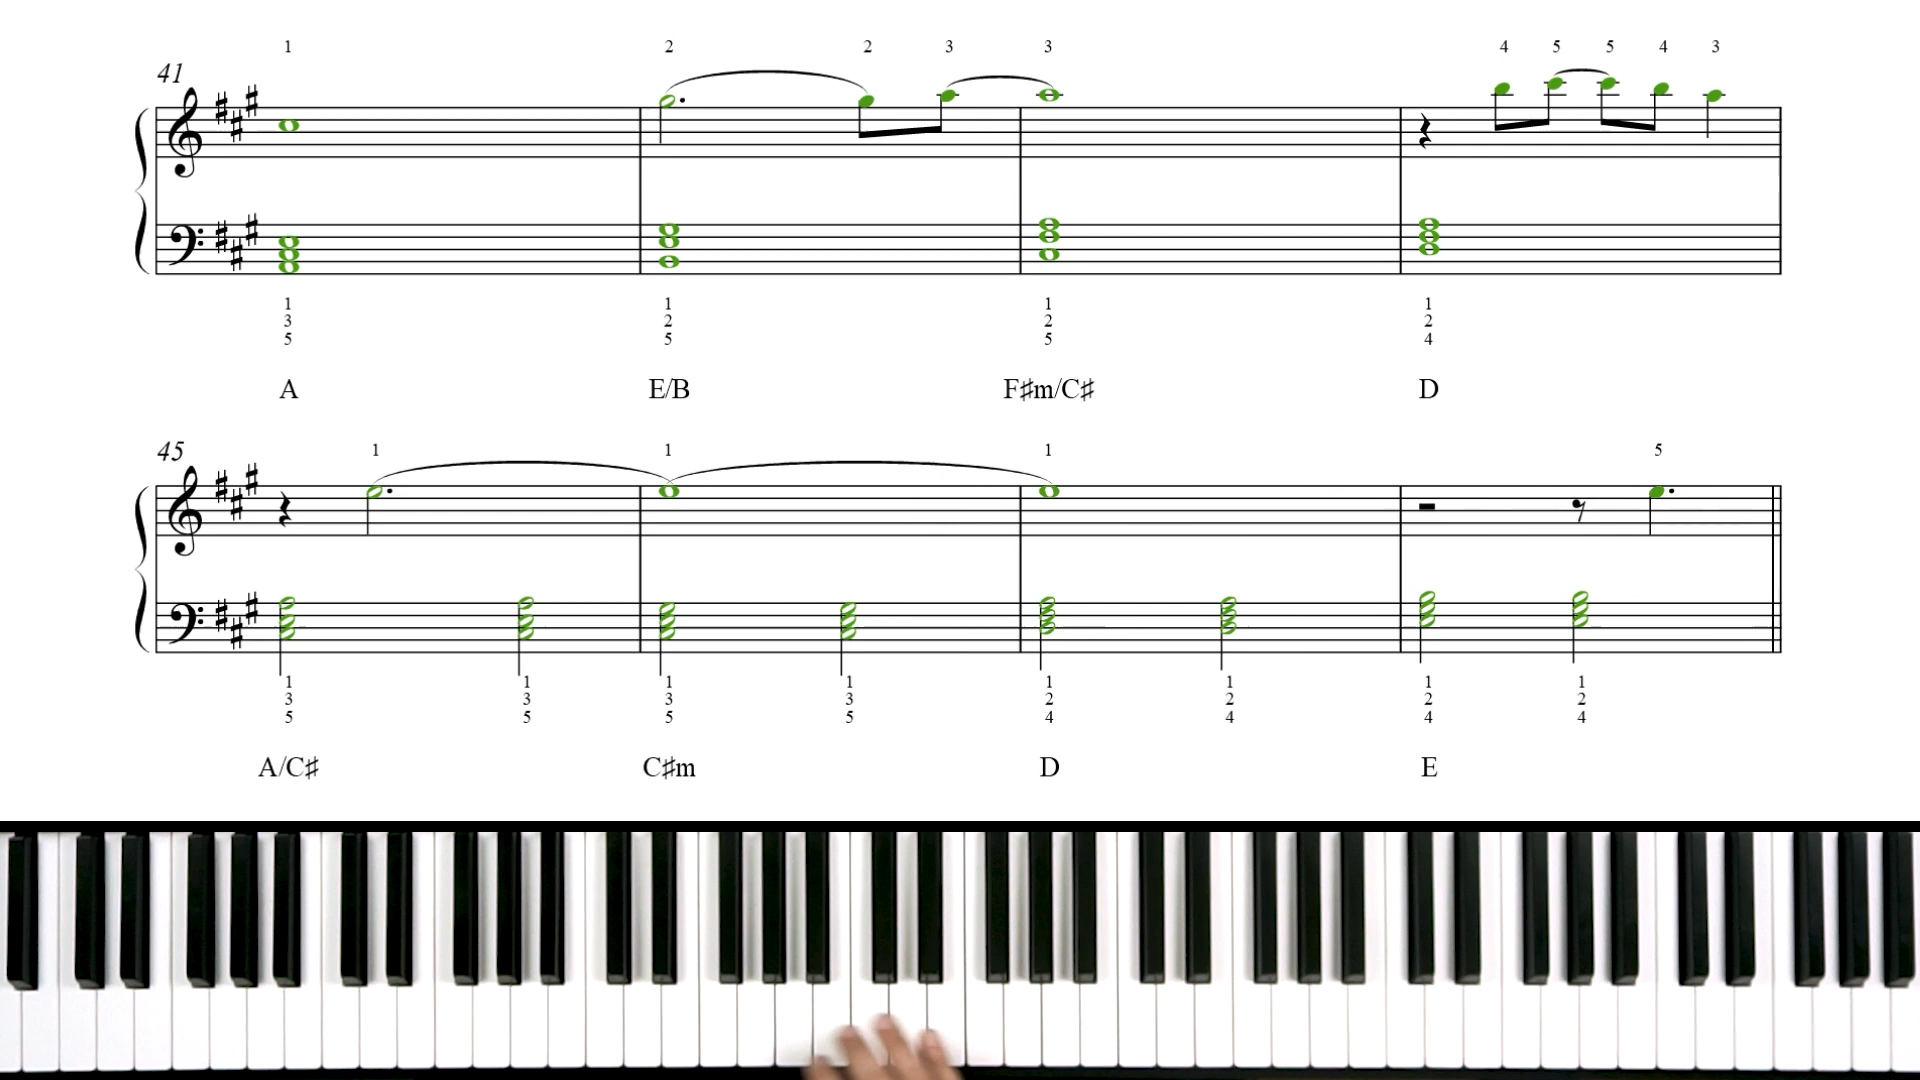 1 2 2 3 3 4 5 5 4 3
41
1 1 1 1
3 2 2 2
5 5 5 4
A E/B F♯m/C♯ D
45
1 1 1 5
1 1 1 1 1 1 1 1
3 3 3 3 2 2 2 2
5 5 5 5 4 4 4 4
A/C♯ C♯m D E